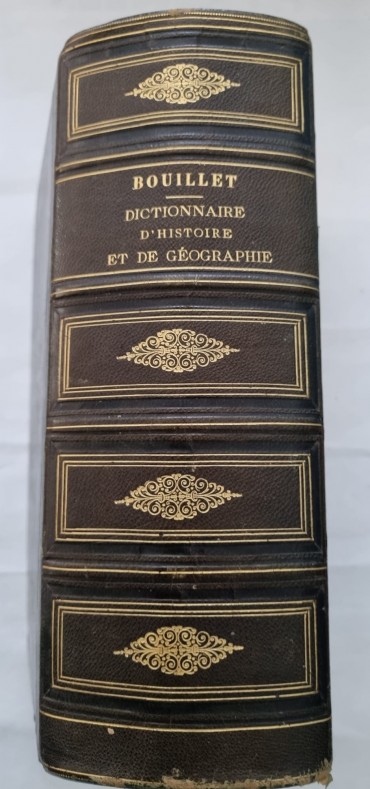 BOUILLET
DICTIONNAIRE
D'HISTOIRE
ET DE GÉOGRAPHIE